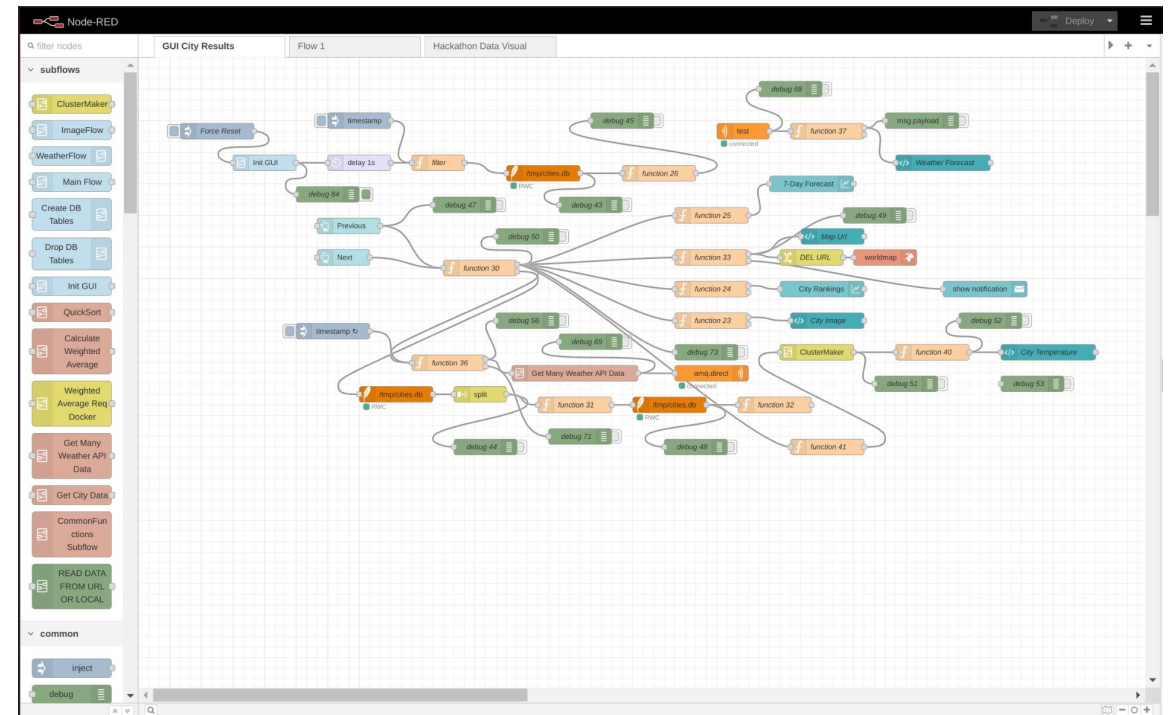 Node-RED
Deploy
filter nodes
GUI City Results
Flow 1
Hackathon Data Visual
subflows
ClusterMaker
ImageFlow
WeatherFlow
Main Flow
Create DB
Tables
Drop DB
Tables
Init GUI
QuickSort
Calculate
Weighted
Average
Weighted
Average Req
Docker
Get Many
Weather API
Data
Get City Data
CommonFun
ctions
Subflow
READ DATA
FROM URL
OR LOCAL
common
inject
debug
debug 68
Force Reset
timestamp
debug 45
test
connected
function 37
msg.payload
Init GUI
delay 1s
filter
/tmp/cities.db
RWC
function 26
Weather Forecast
7-Day Forecast
debug 84
debug 47
debug 43
Previous
function 25
debug 49
debug 50
Map Url
Next
function 30
function 33
DEL URL
worldmap
function 24
City Rankings
show notification
timestamp ↻
debug 56
function 23
City Image
debug 52
debug 69
function 36
debug 73
ClusterMaker
function 40
City Temperature
Get Many Weather API Data
amq.direct
connected
debug 51
debug 53
/tmp/cities.db
RWC
split
function 31
/tmp/cities.db
RWC
function 32
debug 44
debug 71
debug 48
function 41